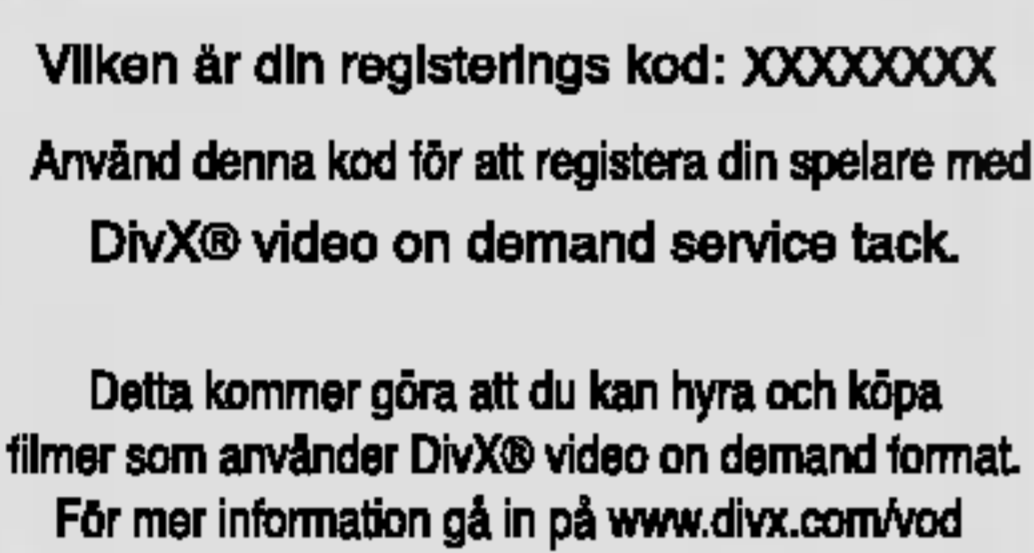 Vilken är din registerings kod: XXXXXXXX
Använd denna kod för att registera din spelare med
DivX® video on demand service tack.
Detta kommer göra att du kan hyra och köpa
filmer som använder DivX® video on demand format.
För mer information gå in på www.divx.com/vod